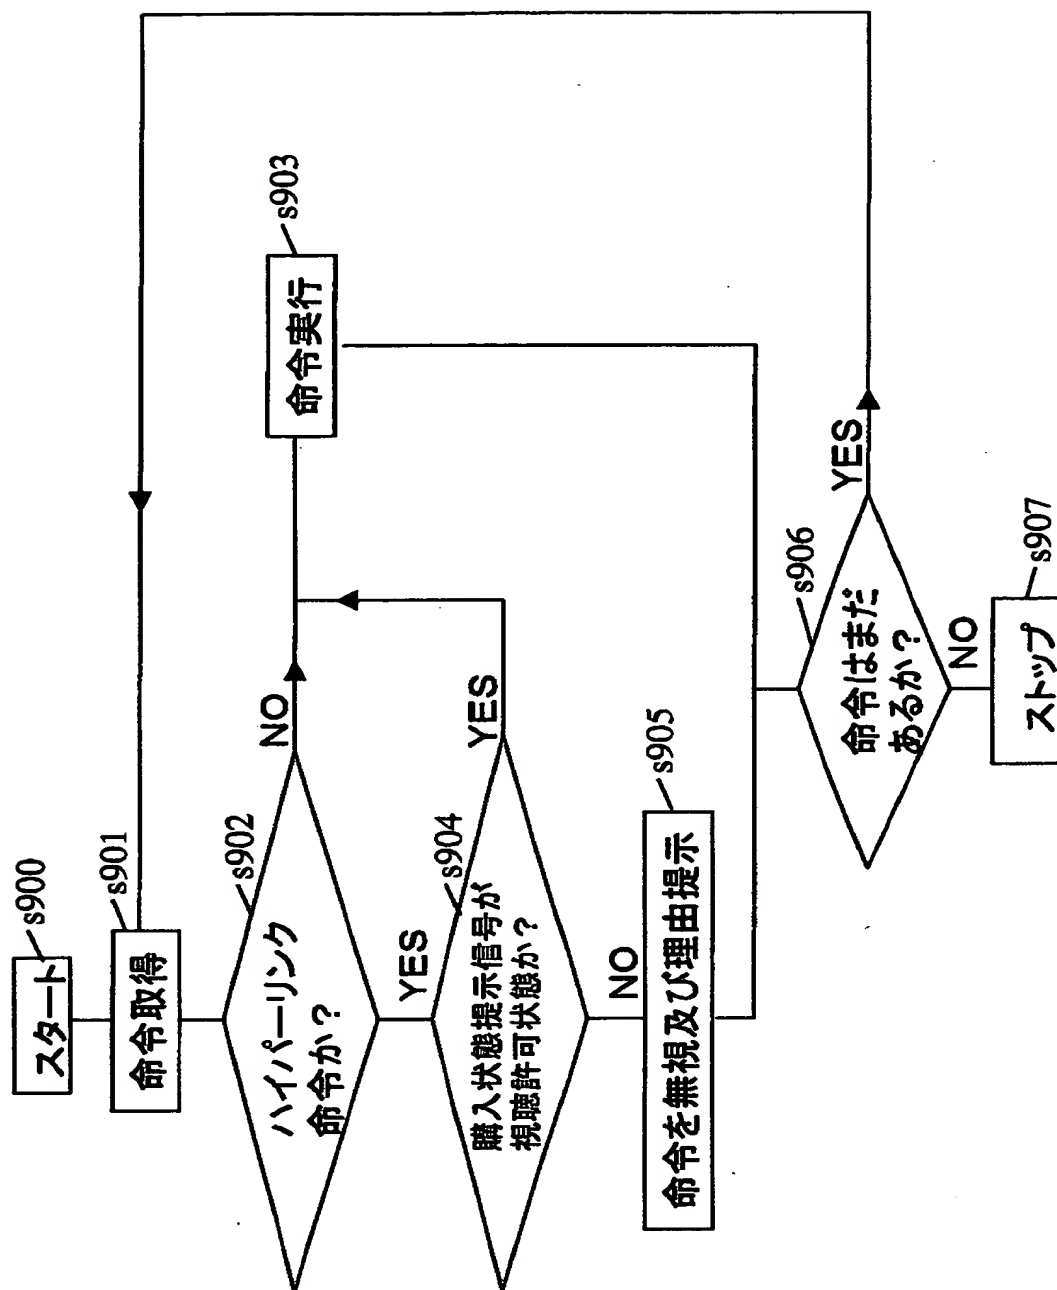 スタート
s900
命令取得
s901
ハイパーリンク
命令か？
s902
NO
YES
命令実行
s903
購入状態提示信号が
視聴許可状態か？
s904
YES
NO
命令を無視及び理由提示
s905
命令はまだ
あるか？
s906
YES
NO
ストップ
s907